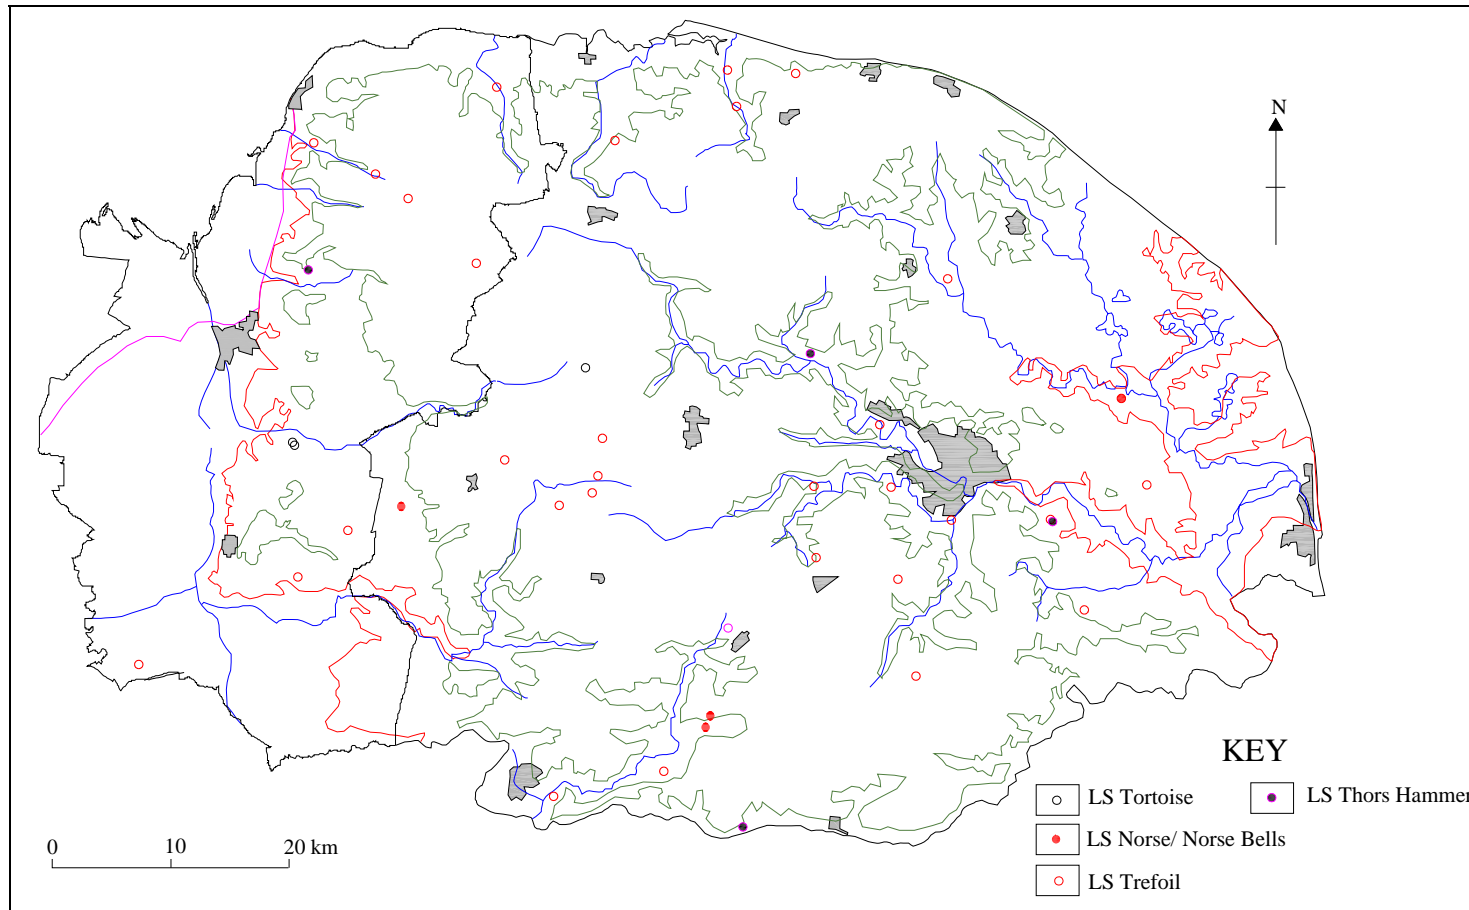 N
KEY
LS Tortoise
LS Thors Hammer
LS Norse/ Norse Bells
LS Trefoil
0 10 20 km